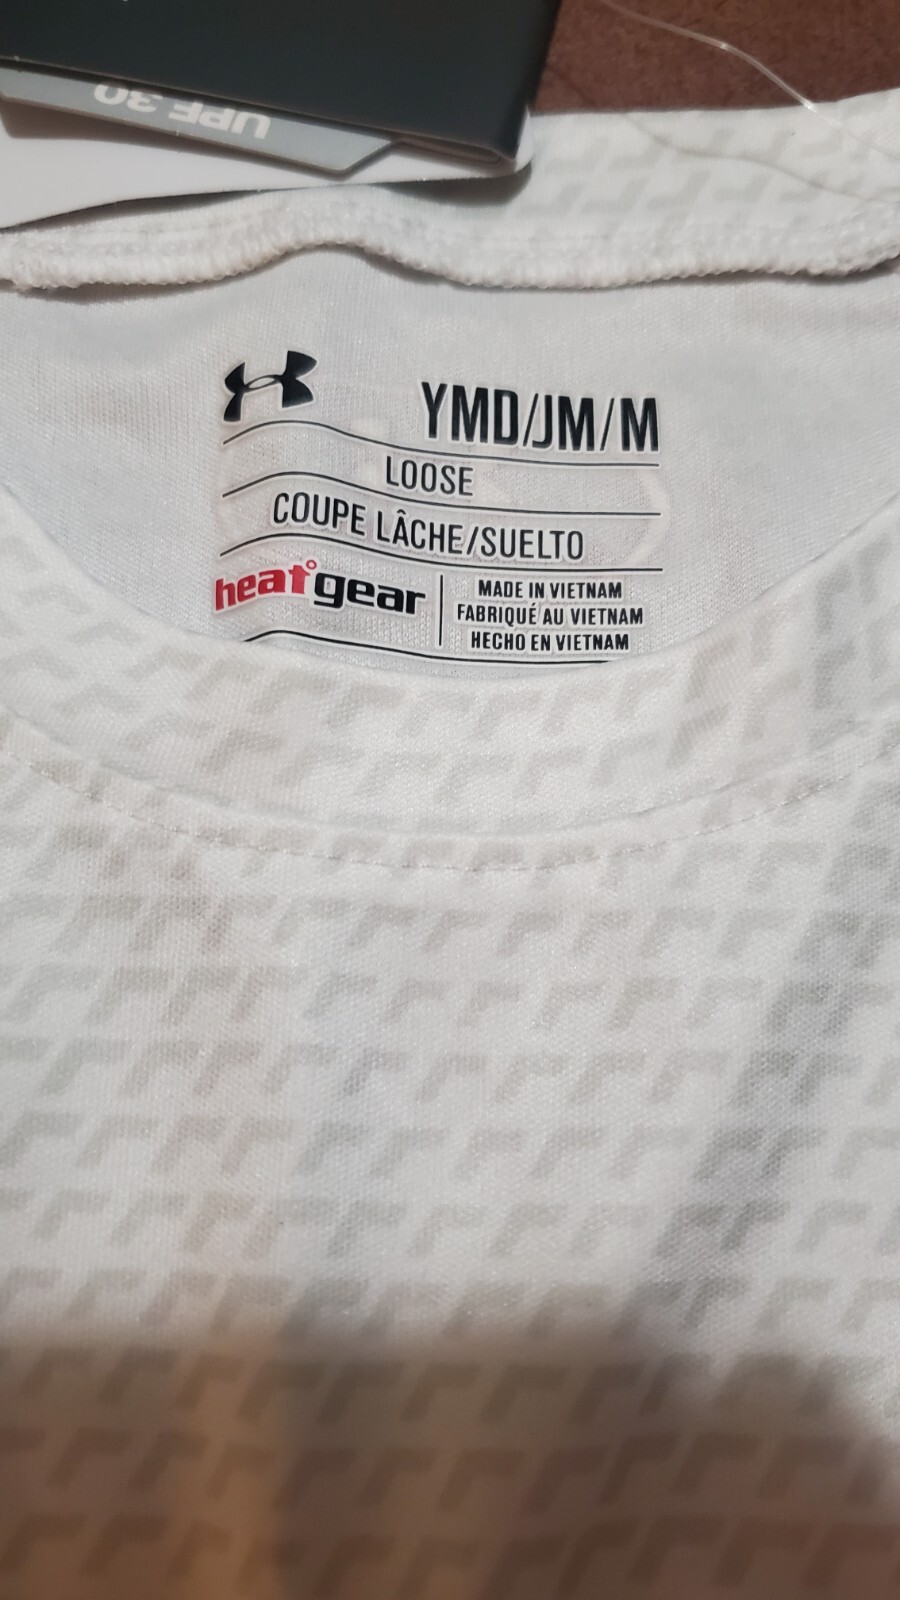 UPF 30
YMD/JM/M
LOOSE
COUPE LÂCHE/SUELTO
heat°gear
MADE IN VIETNAM
FABRIQUÉ AU VIETNAM
HECHO EN VIETNAM